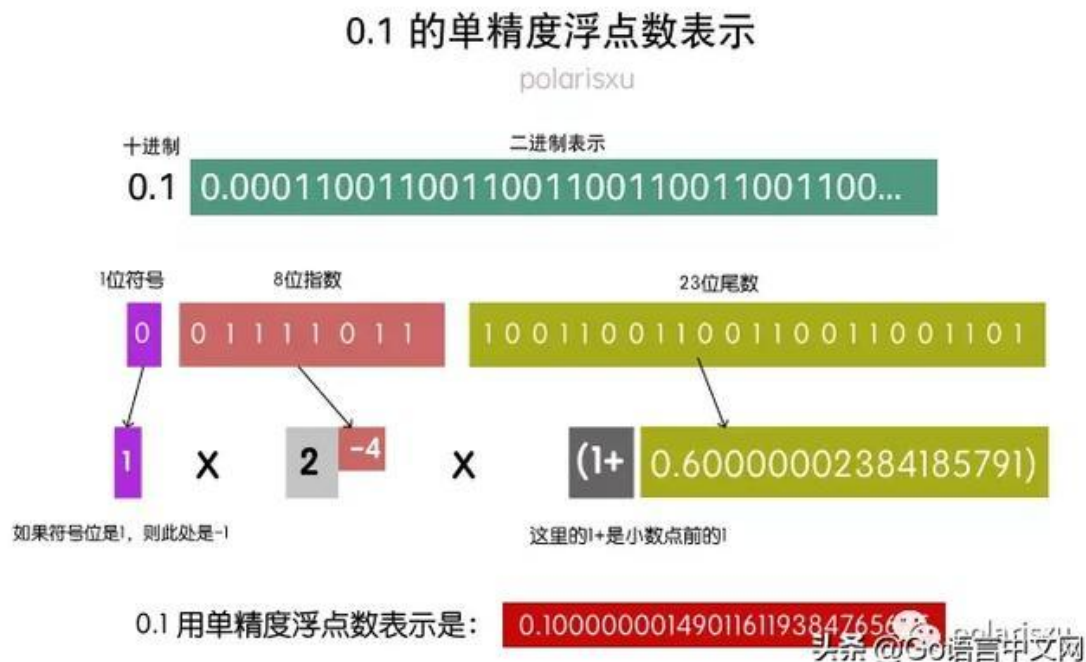 0.1 的单精度浮点数表示
polarisxu
十进制 二进制表示
0.1 0.00011001100110011001100110011001100...
1位符号 8位指数 23位尾数
0 0 1 1 1 1 0 1 1 1 0 0 1 1 0 0 1 1 0 0 1 1 0 0 1 1 0 0 1 1 0 1
1 x 2 -4 x (1+ 0.60000002384185791)
如果符号位是1，则此处是-1 这里的1+是小数点前的1
0.1 用单精度浮点数表示是： 0.1000000014901161193847656
polarisxu
头条 @Go语言中文网